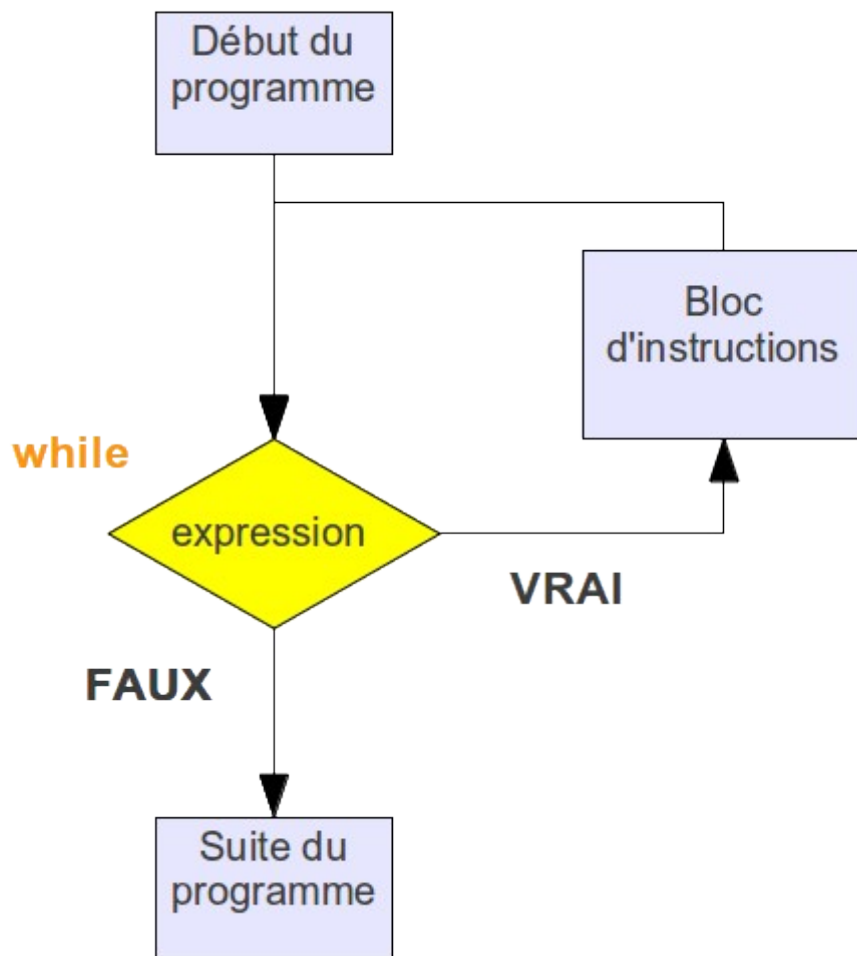 Début du
programme
Bloc
d'instructions
while
expression
VRAI
FAUX
Suite du
programme